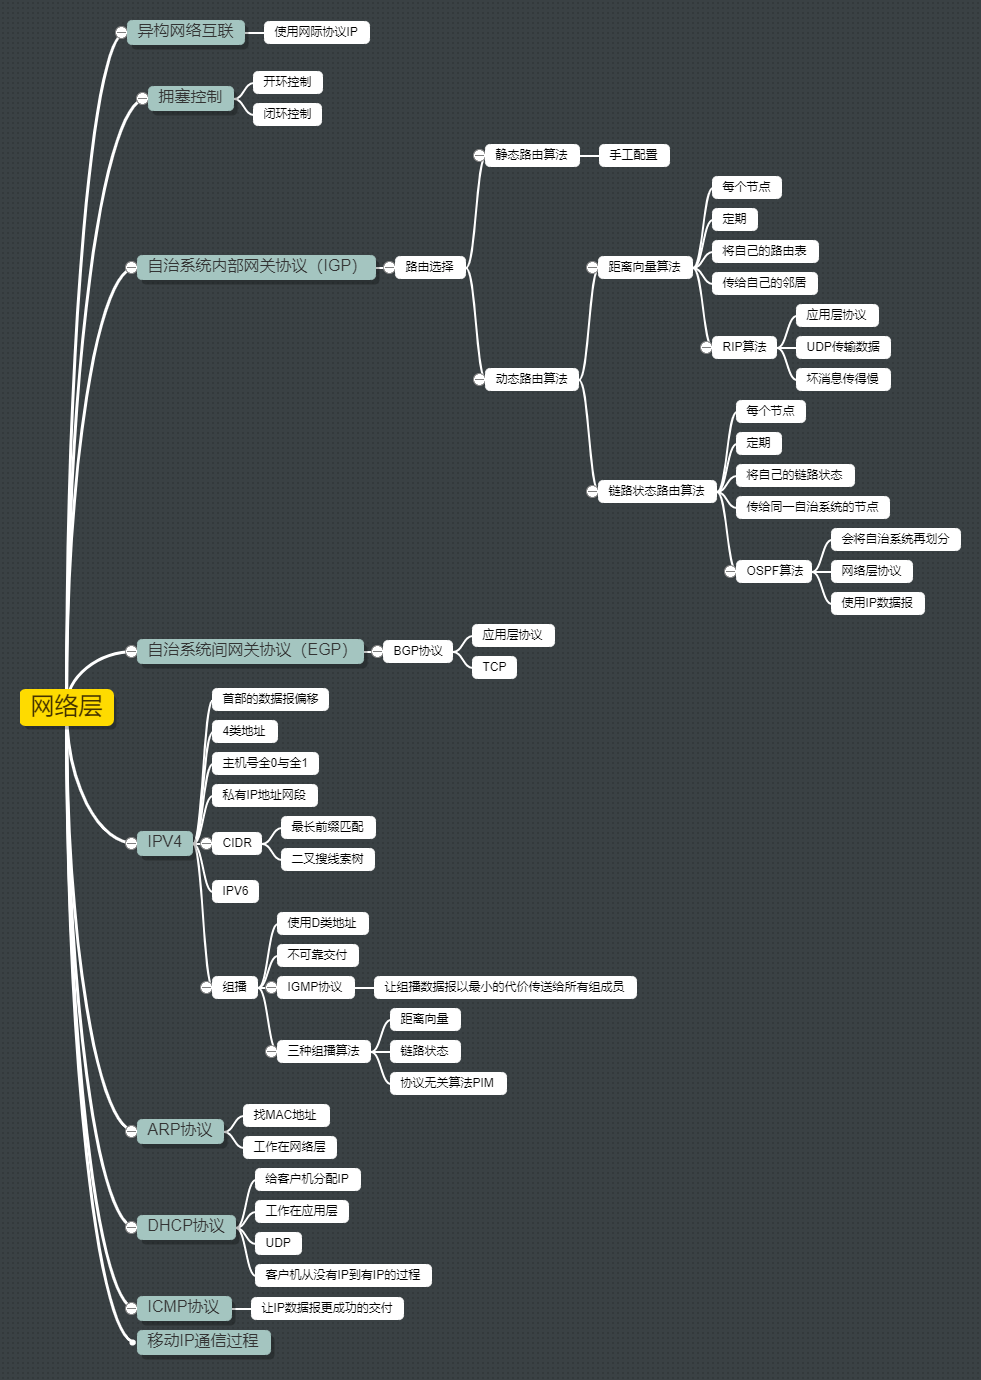 网络层
异构网络互联
使用网际协议IP
拥塞控制
开环控制
闭环控制
自治系统内部网关协议（IGP）
路由选择
静态路由算法
手工配置
动态路由算法
距离向量算法
每个节点
定期
将自己的路由表
传给自己的邻居
RIP算法
应用层协议
UDP传输数据
坏消息传得慢
链路状态路由算法
每个节点
定期
将自己的链路状态
传给同一自治系统的节点
OSPF算法
会将自治系统再划分
网络层协议
使用IP数据报
自治系统间网关协议（EGP）
BGP协议
应用层协议
TCP
IPV4
首部的数据报偏移
4类地址
主机号全0与全1
私有IP地址网段
CIDR
最长前缀匹配
二叉搜线索树
IPV6
组播
使用D类地址
不可靠交付
IGMP协议
让组播数据报以最小的代价传送给所有组成员
三种组播算法
距离向量
链路状态
协议无关算法PIM
ARP协议
找MAC地址
工作在网络层
DHCP协议
给客户机分配IP
工作在应用层
UDP
客户机从没有IP到有IP的过程
ICMP协议
让IP数据报更成功的交付
移动IP通信过程